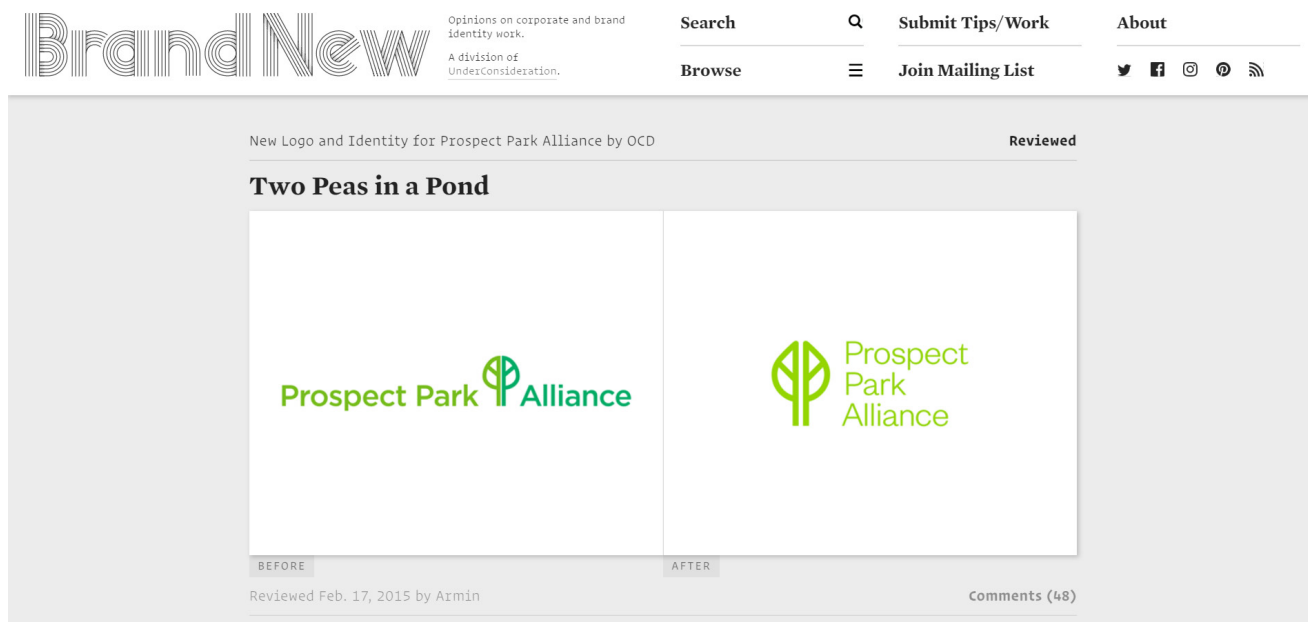 Brand New
Opinions on corporate and brand
identity work.
A division of
UnderConsideration.
Search
Submit Tips/Work
About
Browse
Join Mailing List
New Logo and Identity for Prospect Park Alliance by OCD
Reviewed
Two Peas in a Pond
Prospect Park Alliance
Prospect
Park
Alliance
BEFORE
AFTER
Reviewed Feb. 17, 2015 by Armin
Comments (48)